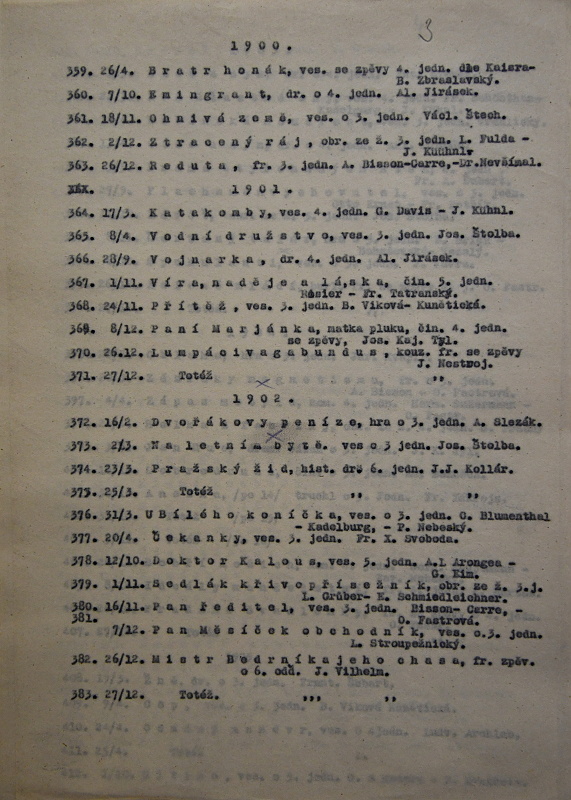 3
1900.
359. 26/4. Bratr honák, ves. se zpěvy 4. jedn. dle Kaisra-
B. Zbraslavský.
360. 7/10. Emingrant, dr. o 4. jedn. Al. Jirásek.
361. 18/11. Ohnivá země, ves. o 3. jedn. Václ. Štech.
362. 2/12. Ztracený ráj, obr. ze ž. 3. jedn. L. Fulda -
J. Kuühnl.
363. 26/12. Reduta, fr. 3. jedn. A. Bisson-Carre,-Dr.Nevšímal.
1901.
364. 17/3. Katakomby, ves. 4. jedn. G. Davis - J. Kühnl.
365. 8/4. Vodní družstvo, ves. 3. jedn. Jos. Štolba.
366. 28/9. Vojnarka, dr. 4. jedn. Al. Jirásek.
367. 1/11. Víra, naděje a láska, čin. 5. jedn.
Rosier - Fr. Tatranský.
368. 24/11. Přítěž, ves. 3. jedn. B. Viková- Kunětická.
369. 8/12. Paní Marjánka, matka pluku, čin. 4. jedn.
se zpěvy, Jos. Kaj. Tyl.
370. 26.12. Lumpácivagabundus, kouz. fr. se zpěvy
J. Nestroj.
371. 27/12. Totéž ,,
1902.
372. 16/2. Dvořákovy peníze, hra o 3. jedn. A. Slezák.
373. 2/3. Na letním bytě. ves o 3 jedn. Jos. Štolba.
374. 23/3. Pražský žid, hist. dr. 6. jedn. J.J. Kollár.
375. 25/3. Totéž ,, ,,
376. 31/3. U Bílého koníčka, ves. o 3. jedn. O. Blumenthal
- Kadelburg, - P. Nebeský.
377. 20/4. Čekanky, ves. 3. jedn. Fr. X. Svoboda.
378. 12/10. Doktor Kalous, ves. 5. jedn. A.L Arongea -
G. Eim.
379. 1/11. Sedlák křivopřísežník, obr. ze ž. 3.j.
L. Grüber- E. Schmiedleichner.
380. 16/11. Pan ředitel, ves. 3. jedn. Bisson- Cerre, -
O. Fastrová.
381.
7/12. Pan Měsíček obchodník, ves. o.3. jedn.
L. Stroupežnický.
382. 26/12. Mistr Bedrníkajeho chasa, fr. zpěv.
o 6. odd. J. Vilhelm.
383. 27/12. Totéž. ,,, ,,